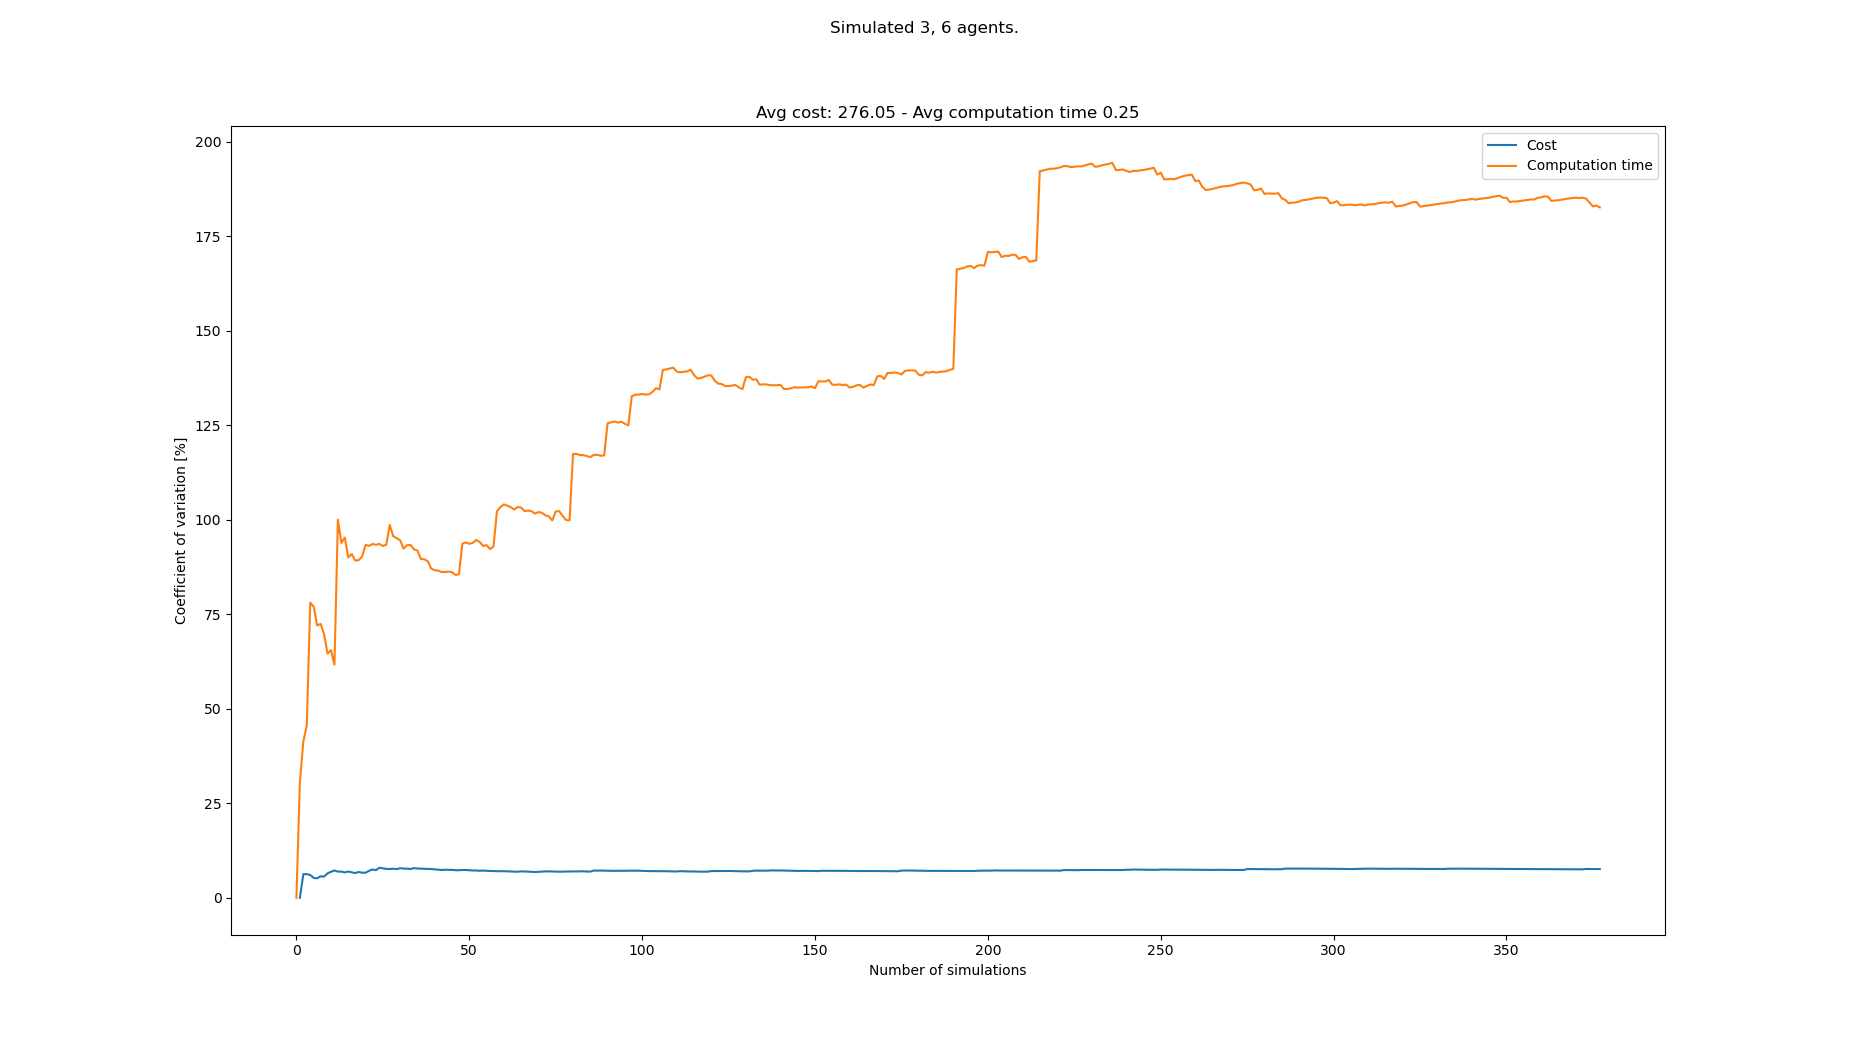 Simulated 3, 6 agents.
Avg cost: 276.05 - Avg computation time 0.25
Cost
Computation time
200
175
150
125
100
75
50
25
0
Coefficient of variation [%]
0 50 100 150 200 250 300 350
Number of simulations